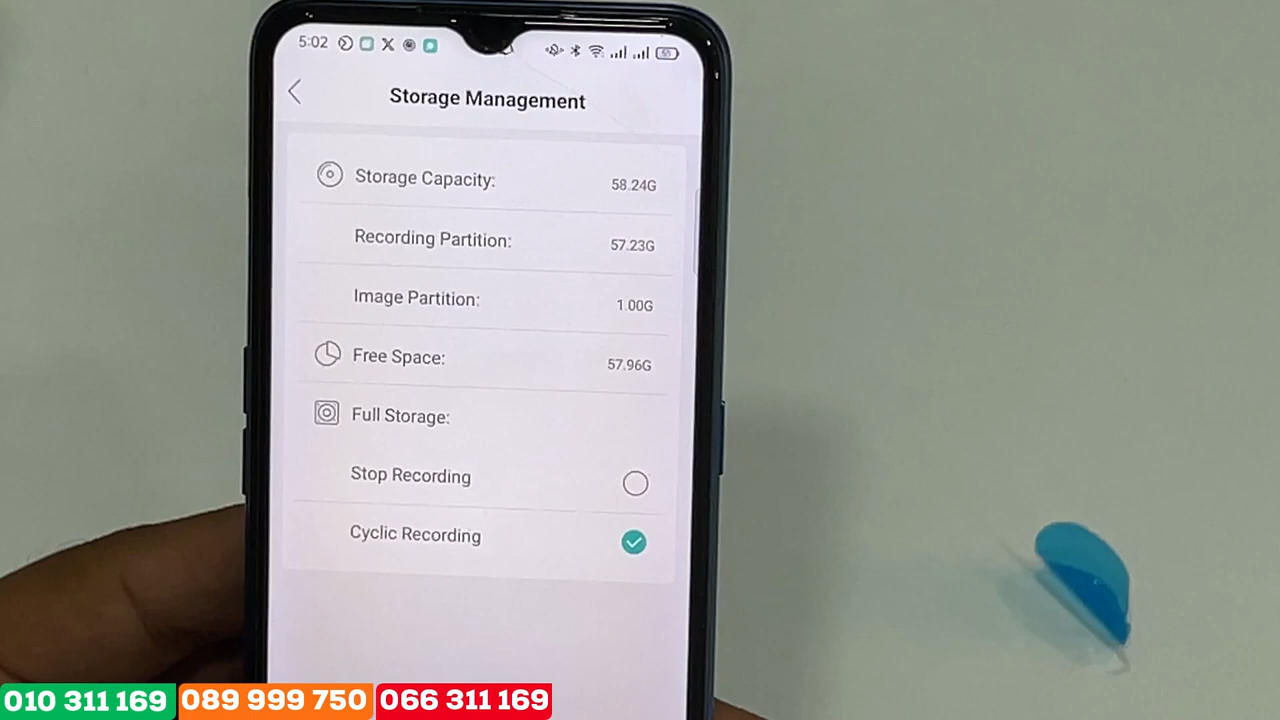 5:02
Storage Management
Storage Capacity: 58.24G
Recording Partition: 57.23G
Image Partition: 1.00G
Free Space: 57.96G
Full Storage:
Stop Recording
Cyclic Recording
010 311 169 089 999 750 066 311 169